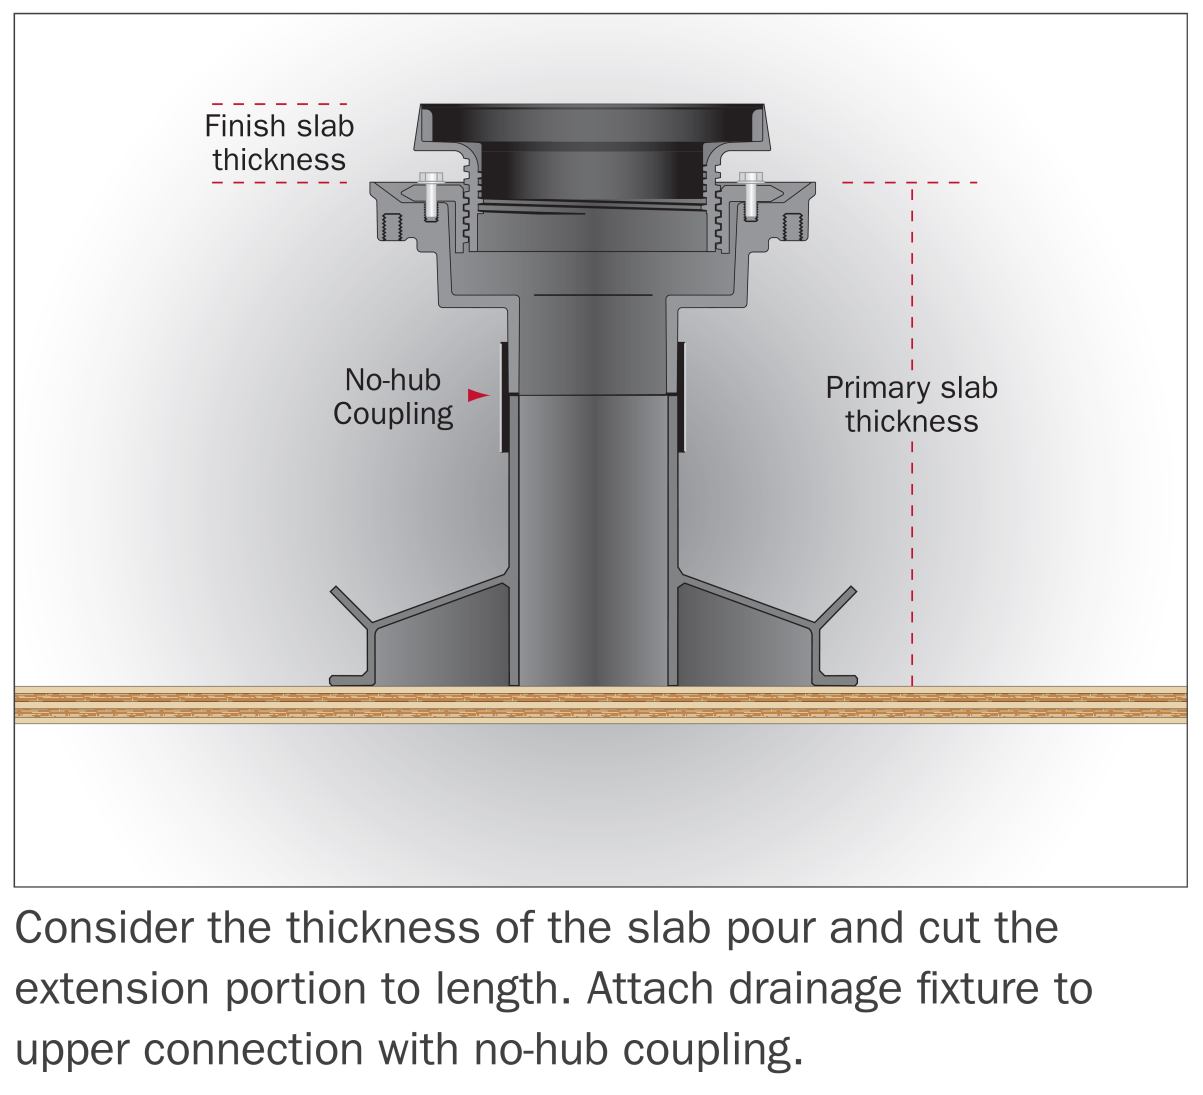 Finish slab
thickness
No-hub
Coupling
Primary slab
thickness
Consider the thickness of the slab pour and cut the
extension portion to length. Attach drainage fixture to
upper connection with no-hub coupling.